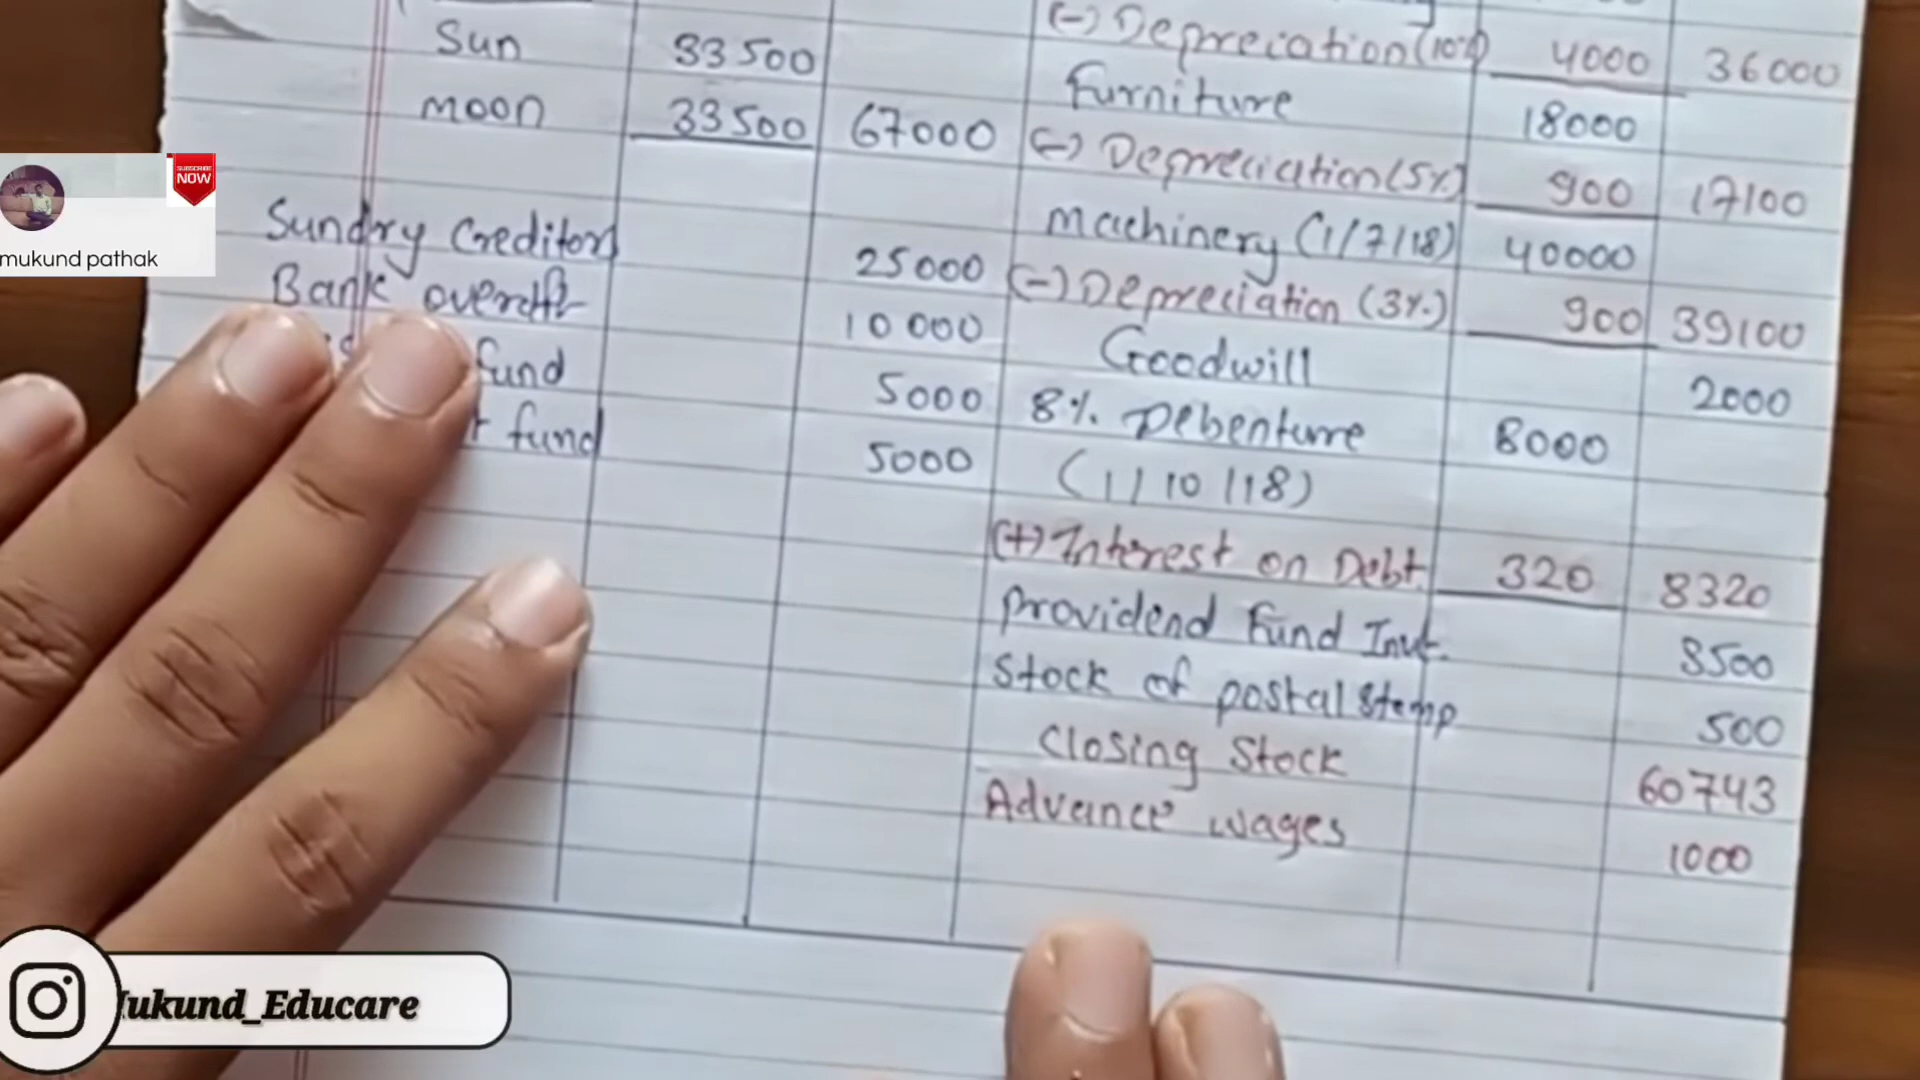 Sun 33500
moon 33500 67000
Sundry Creditors 25000
Bank overdft 10000
fund 5000
fund 5000
(-) Depreciation (10%) 4000 36000
Furniture 18000
(-) Depreciation (5%) 900 17100
Machinery (1/7/18) 40000
(-) Depreciation (3%) 900 39100
Goodwill 2000
8% Debenture 8000
(1/10/18)
(+) Interest on Debt. 320 8320
Providend Fund Invt. 8500
Stock of postal Stemp 500
Closing Stock 60743
Advance wages 1000
SUBSCRIBE
NOW
mukund pathak
ukund_Educare